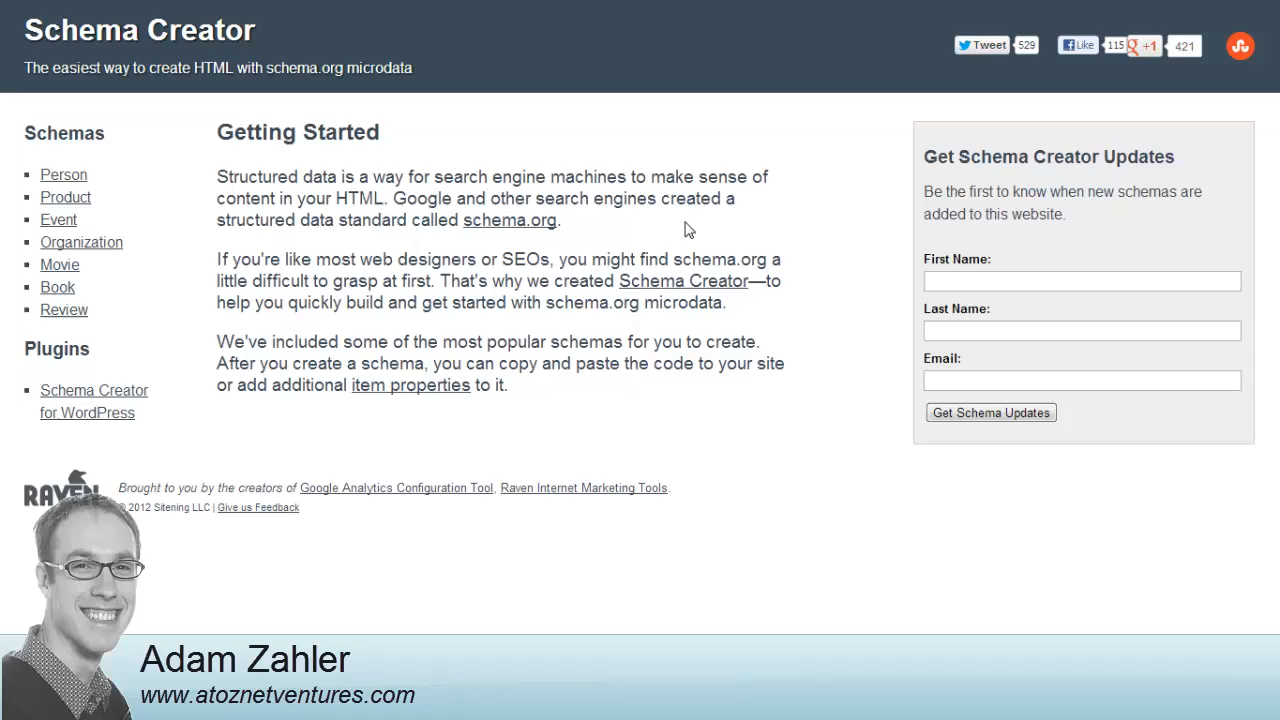 Schema Creator
The easiest way to create HTML with schema.org microdata
Tweet 529 Like 115 +1 421
Schemas
Person
Product
Event
Organization
Movie
Book
Review
Plugins
Schema Creator
for WordPress
Getting Started
Structured data is a way for search engine machines to make sense of
content in your HTML. Google and other search engines created a
structured data standard called schema.org.
If you're like most web designers or SEOs, you might find schema.org a
little difficult to grasp at first. That's why we created Schema Creator—to
help you quickly build and get started with schema.org microdata.
We've included some of the most popular schemas for you to create.
After you create a schema, you can copy and paste the code to your site
or add additional item properties to it.
Get Schema Creator Updates
Be the first to know when new schemas are
added to this website.
First Name:
Last Name:
Email:
Get Schema Updates
RAVEN
Brought to you by the creators of Google Analytics Configuration Tool, Raven Internet Marketing Tools.
© 2012 Sitening LLC | Give us Feedback
Adam Zahler
www.atoznetventures.com